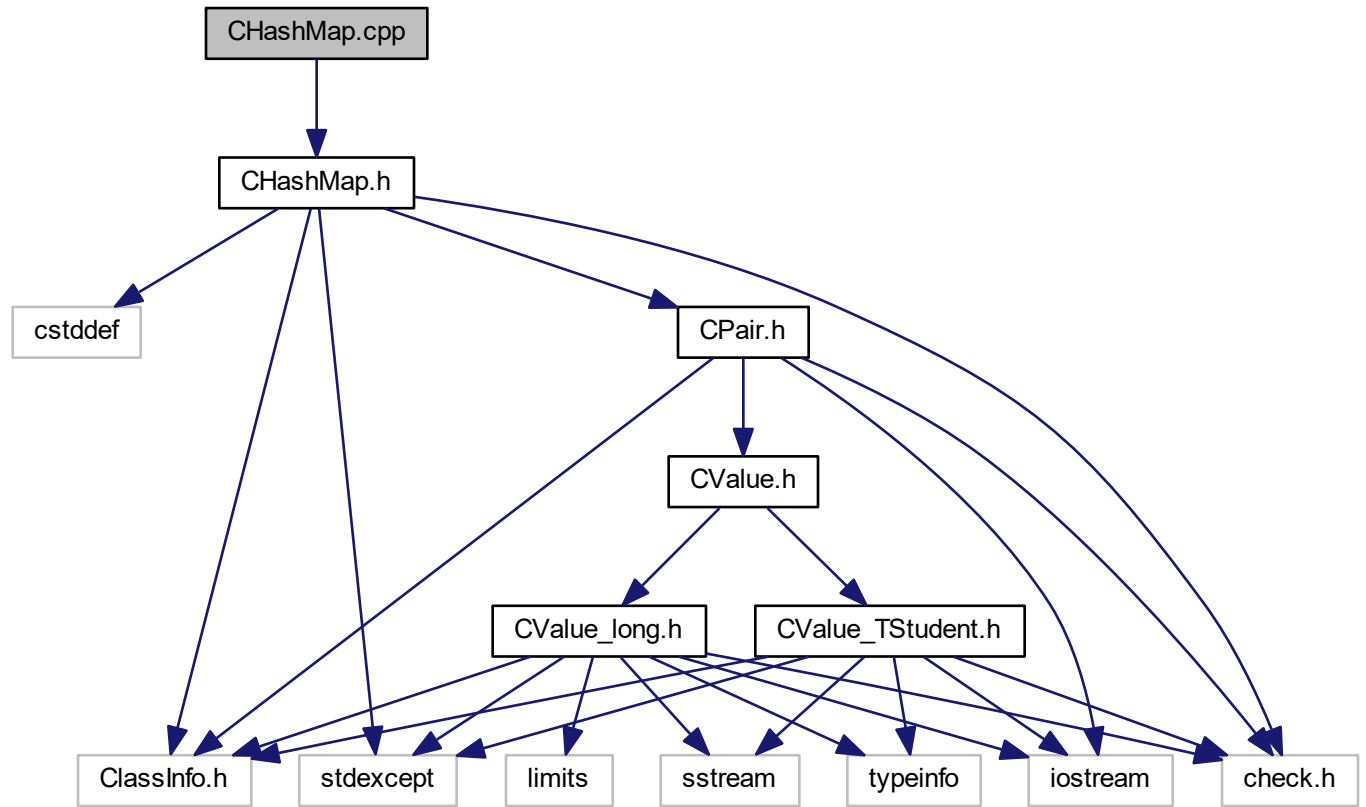 CHashMap.cpp
CHashMap.h
cstddef
CPair.h
CValue.h
CValue_long.h
CValue_TStudent.h
ClassInfo.h
stdexcept
limits
sstream
typeinfo
iostream
check.h